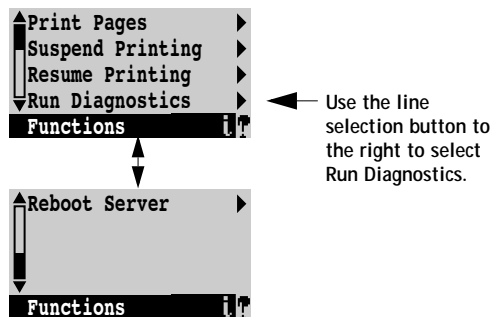 Print Pages
Suspend Printing
Resume Printing
Run Diagnostics
Functions
Use the line
selection button to
the right to select
Run Diagnostics.
Reboot Server
Functions